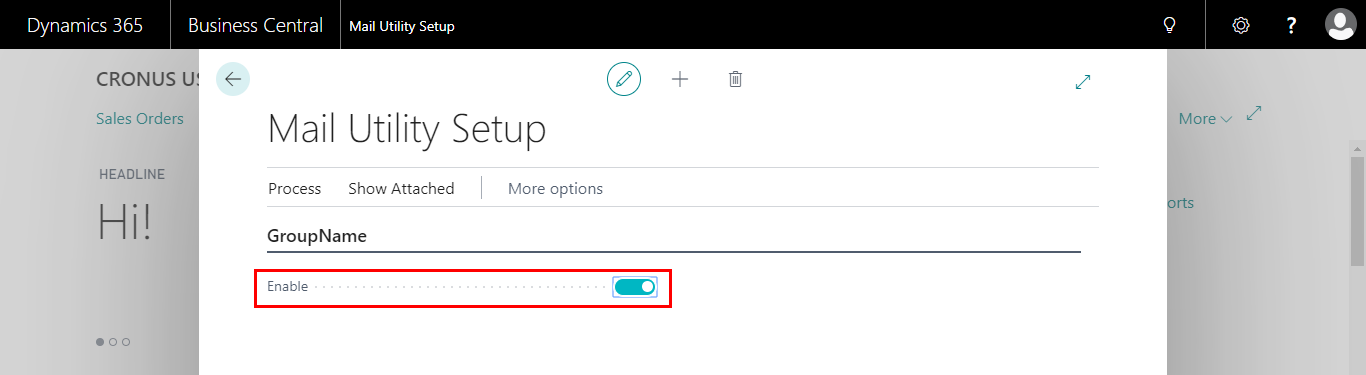 Dynamics 365 Business Central Mail Utility Setup ?
CRONUS US
Sales Orders More
Mail Utility Setup
HEADLINE
Process Show Attached More options
orts
Hi!
GroupName
Enable